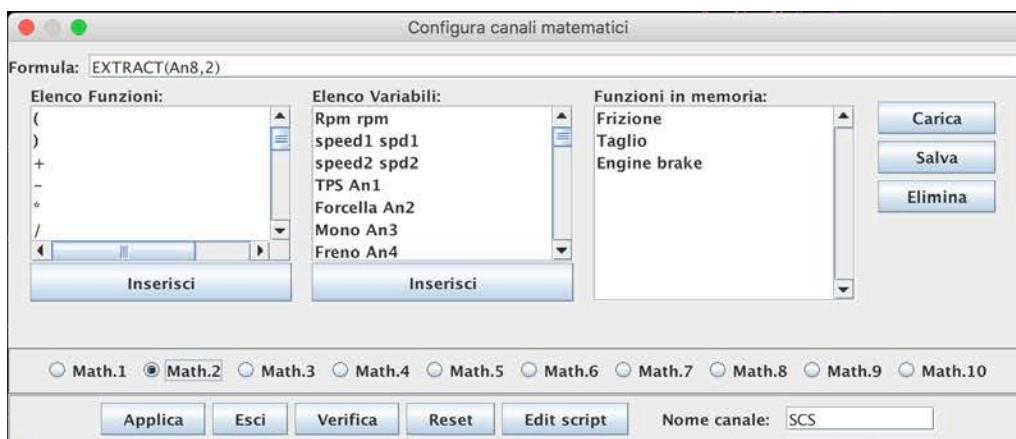 Configura canali matematici
Formula: EXTRACT(An8,2)
Elenco Funzioni: Elenco Variabili: Funzioni in memoria:
( Rpm rpm Frizione Carica
) speed1 spd1 Taglio
+ speed2 spd2 Engine brake Salva
- TPS An1
* Forcella An2 Elimina
/ Mono An3
Freno An4
Inserisci Inserisci
Math.1 Math.2 Math.3 Math.4 Math.5 Math.6 Math.7 Math.8 Math.9 Math.10
Applica Esci Verifica Reset Edit script Nome canale: SCS